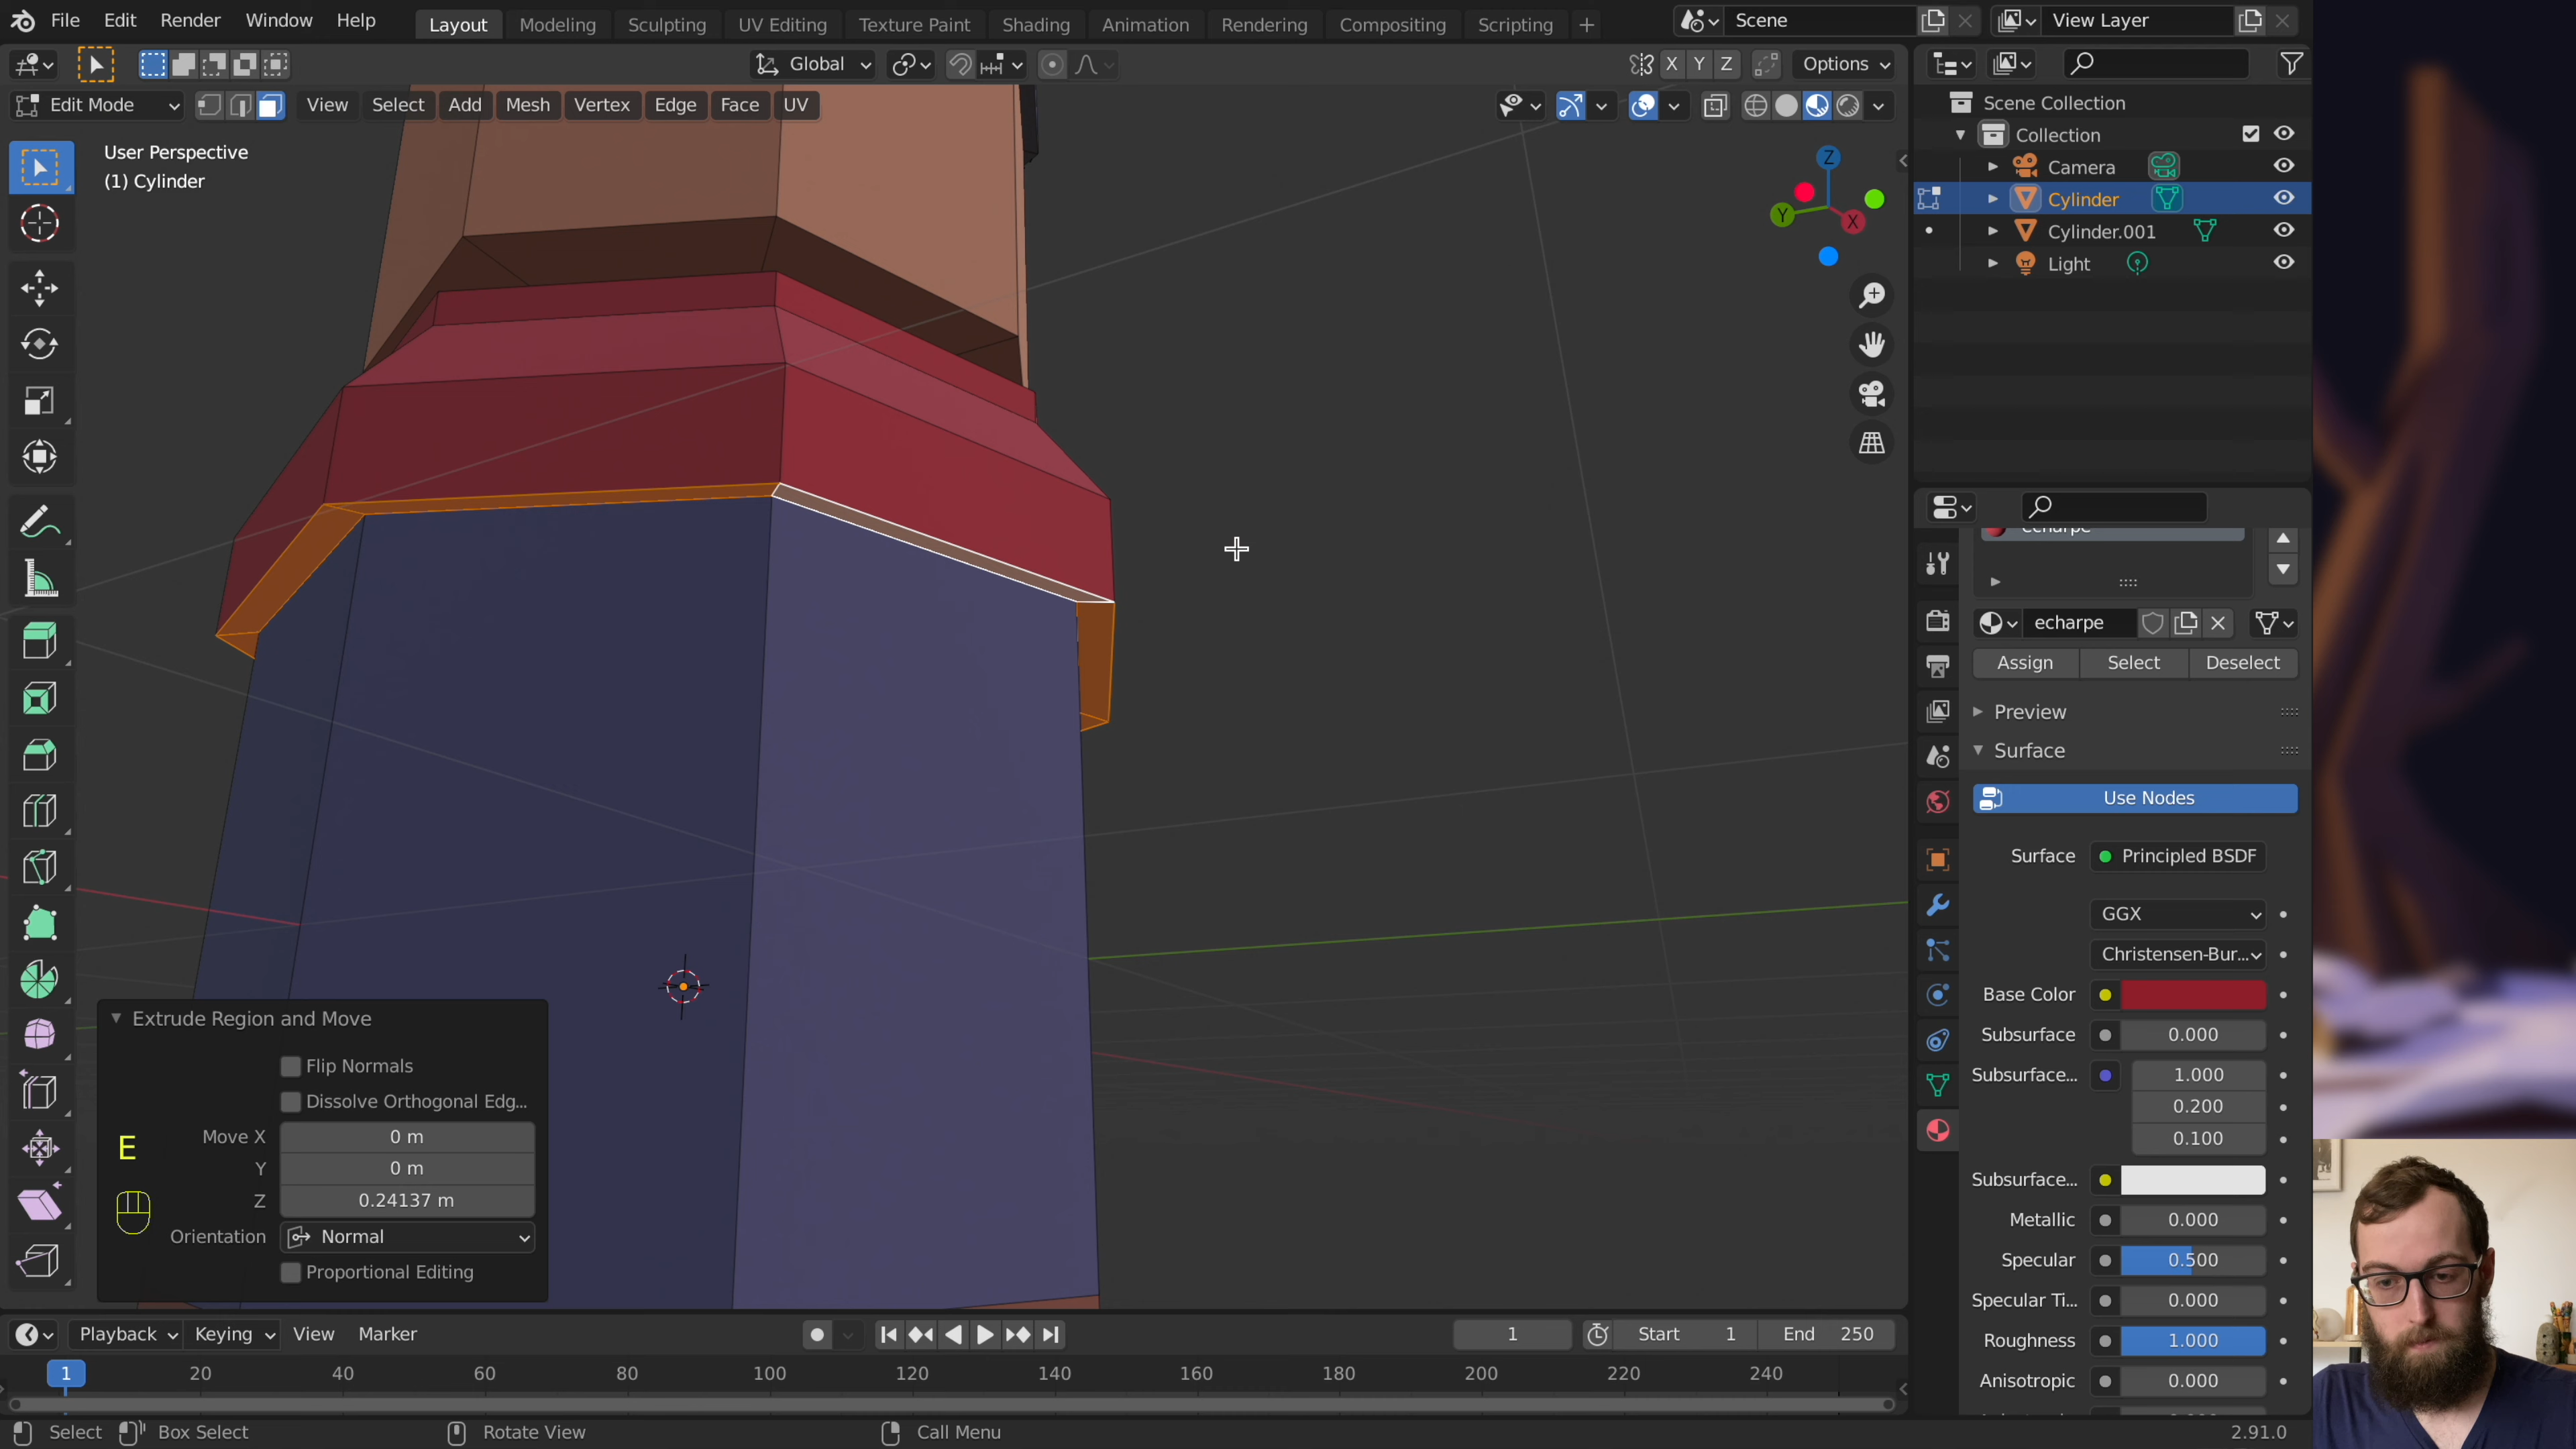 File Edit Render Window Help
Layout Modeling Sculpting UV Editing Texture Paint Shading Animation Rendering Compositing Scripting +
Scene
View Layer
Global
X Y Z
Options
Edit Mode
View Select Add Mesh Vertex Edge Face UV
User Perspective
(1) Cylinder
Z
Y
X
Scene Collection
Collection
Camera
Cylinder
Cylinder.001
Light
echarpe
Assign Select Deselect
Preview
Surface
Use Nodes
Surface Principled BSDF
GGX
Christensen-Bur...
Base Color
Subsurface 0.000
Subsurface... 1.000
0.200
0.100
Subsurface...
Metallic 0.000
Specular 0.500
Specular Ti... 0.000
Roughness 1.000
Anisotropic 0.000
Extrude Region and Move
Flip Normals
Dissolve Orthogonal Edg...
Move X 0 m
Y 0 m
Z 0.24137 m
Orientation Normal
Proportional Editing
E
Playback Keying View Marker
1
Start 1
End 250
1 20 40 60 80 100 120 140 160 180 200 220 240
Select Box Select Rotate View Call Menu
2.91.0